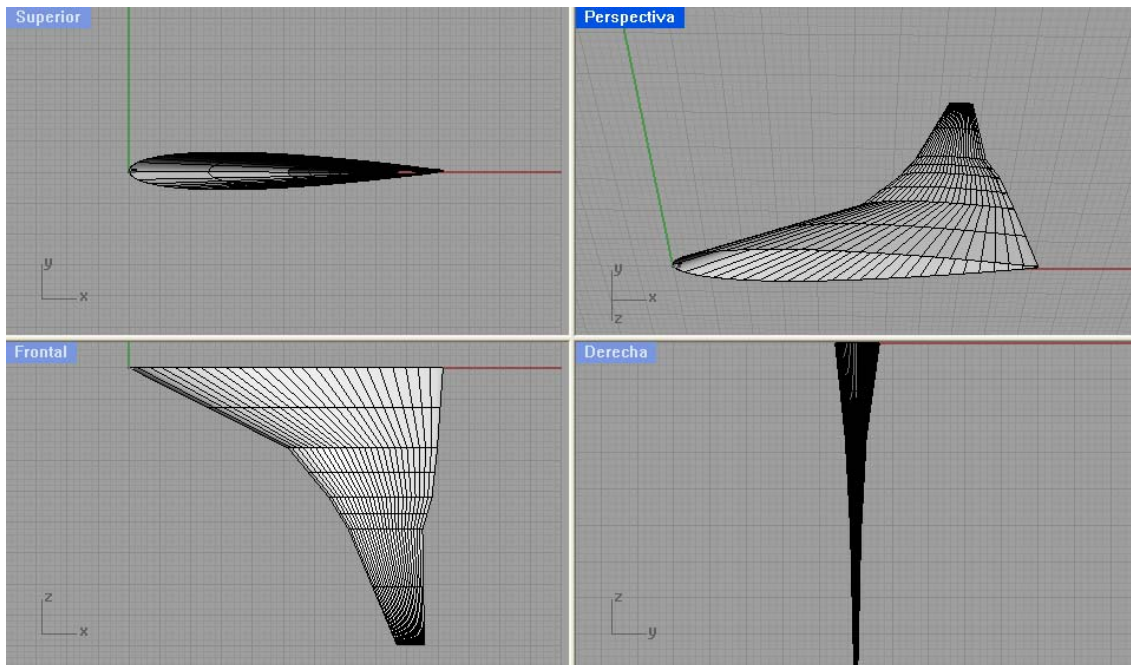 Superior
y
x
Perspectiva
y
x
z
Frontal
z
x
Derecha
z
y